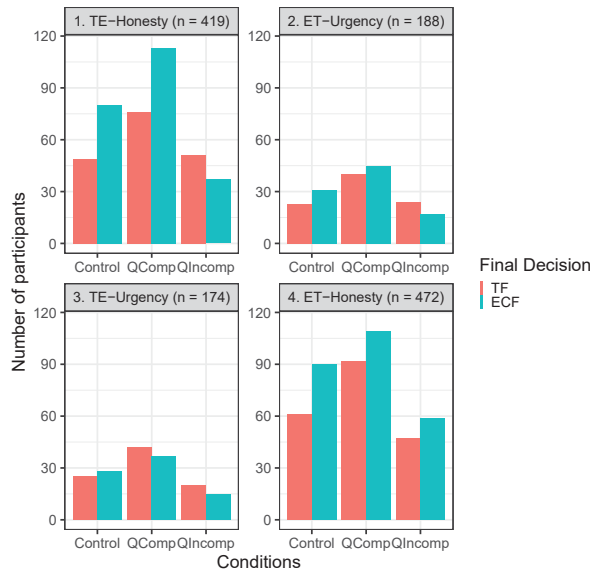 1. TE−Honesty (n = 419)
2. ET−Urgency (n = 188)
120
90
60
30
0
120
90
60
30
0
Control QComp QIncomp
Control QComp QIncomp
3. TE−Urgency (n = 174)
4. ET−Honesty (n = 472)
120
90
60
30
0
120
90
60
30
0
Control QComp QIncomp
Control QComp QIncomp
Conditions
Number of participants
Final Decision
TF
ECF